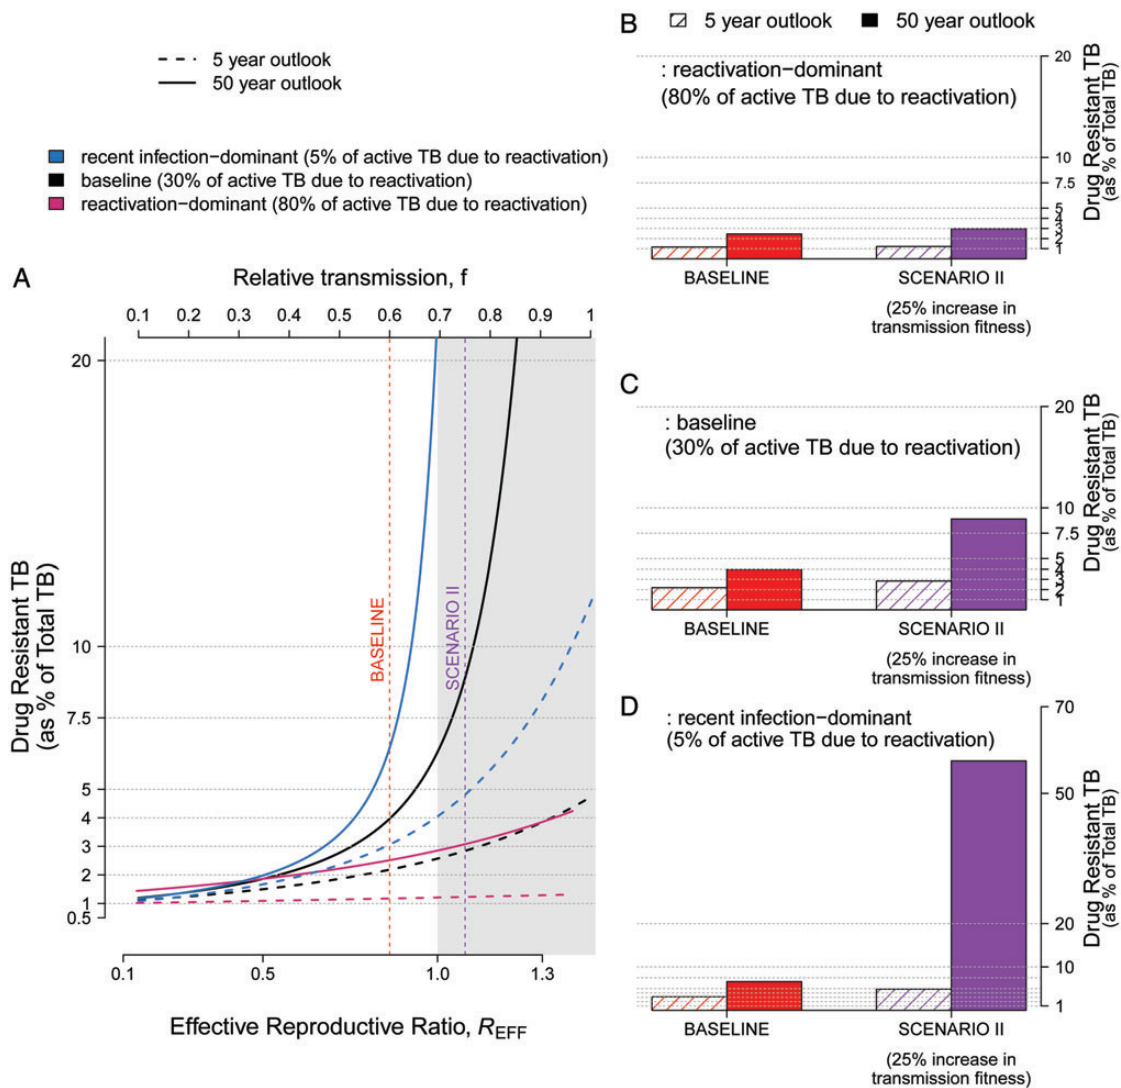 5 year outlook
50 year outlook
recent infection−dominant (5% of active TB due to reactivation)
baseline (30% of active TB due to reactivation)
reactivation−dominant (80% of active TB due to reactivation)
A
Relative transmission, f
0.1 0.2 0.3 0.4 0.5 0.6 0.7 0.8 0.9 1
Drug Resistant TB
(as % of Total TB)
20
10
7.5
5
4
3
2
1
0.5
BASELINE
SCENARIO II
0.1 0.5 1.0 1.3
Effective Reproductive Ratio, REFF
B
5 year outlook 50 year outlook
: reactivation−dominant
(80% of active TB due to reactivation)
20
10
7.5
5
4
3
2
1
Drug Resistant TB
(as % of Total TB)
BASELINE SCENARIO II
(25% increase in
transmission fitness)
C
: baseline
(30% of active TB due to reactivation)
20
10
7.5
5
4
3
2
1
Drug Resistant TB
(as % of Total TB)
BASELINE SCENARIO II
(25% increase in
transmission fitness)
D
: recent infection−dominant
(5% of active TB due to reactivation)
70
50
20
10
1
Drug Resistant TB
(as % of Total TB)
BASELINE SCENARIO II
(25% increase in
transmission fitness)